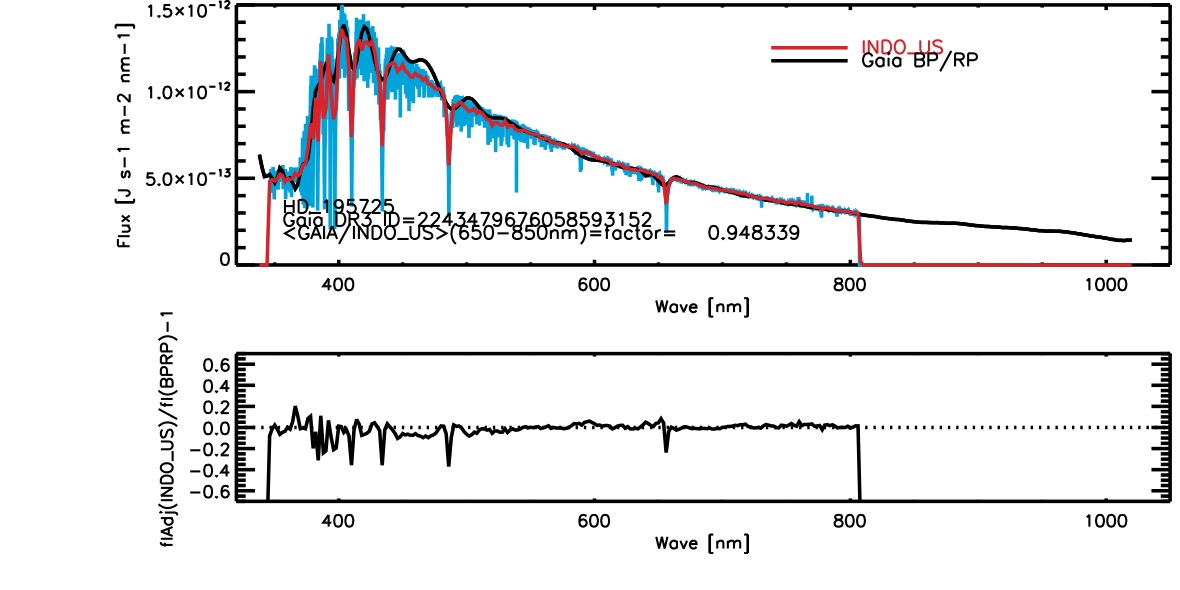 Flux [J s-1 m-2 nm-1]
1.5×10-12
1.0×10-12
5.0×10-13
0
INDO_US
Gaia BP/RP
HD_195725
Gaia DR3_ID=2243479676058593152
<GAIA/INDO_US>(650-850nm)=factor= 0.948339
400 600 800 1000
Wave [nm]
flAdj(INDO_US)/fl(BPRP)-1
0.6
0.4
0.2
0.0
-0.2
-0.4
-0.6
400 600 800 1000
Wave [nm]